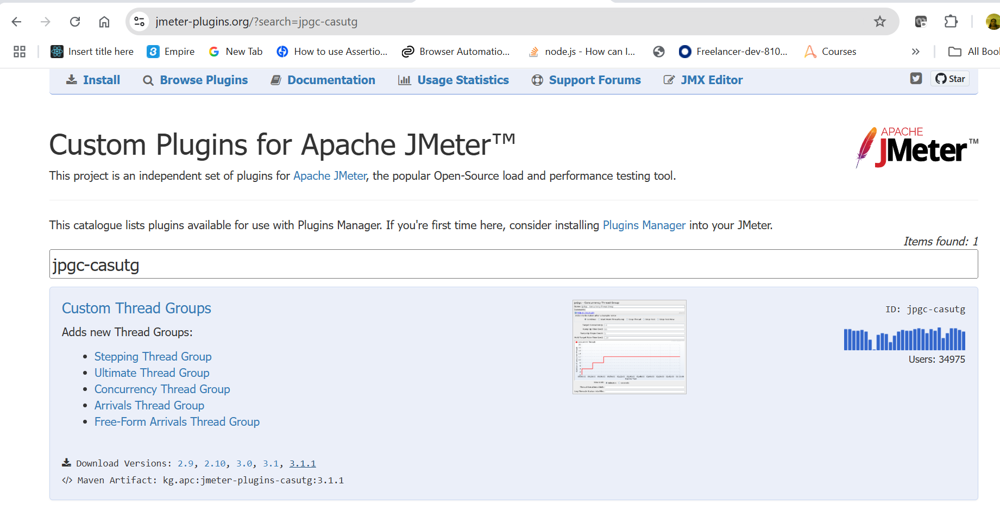 jmeter-plugins.org/?search=jpgc-casutg
Insert title here
Empire
New Tab
How to use Assertio...
Browser Automatio...
node.js - How can I...
Freelancer-dev-810...
Courses
All Bool
Install
Browse Plugins
Documentation
Usage Statistics
Support Forums
JMX Editor
Star
Custom Plugins for Apache JMeter™
APACHE
JMeter™
This project is an independent set of plugins for Apache JMeter, the popular Open-Source load and performance testing tool.
This catalogue lists plugins available for use with Plugins Manager. If you're first time here, consider installing Plugins Manager into your JMeter.
Items found: 1
jpgc-casutg
Custom Thread Groups
ID: jpgc-casutg
Adds new Thread Groups:
Users: 34975
• Stepping Thread Group
• Ultimate Thread Group
• Concurrency Thread Group
• Arrivals Thread Group
• Free-Form Arrivals Thread Group
Download Versions: 2.9, 2.10, 3.0, 3.1, 3.1.1
</> Maven Artifact: kg.apc:jmeter-plugins-casutg:3.1.1